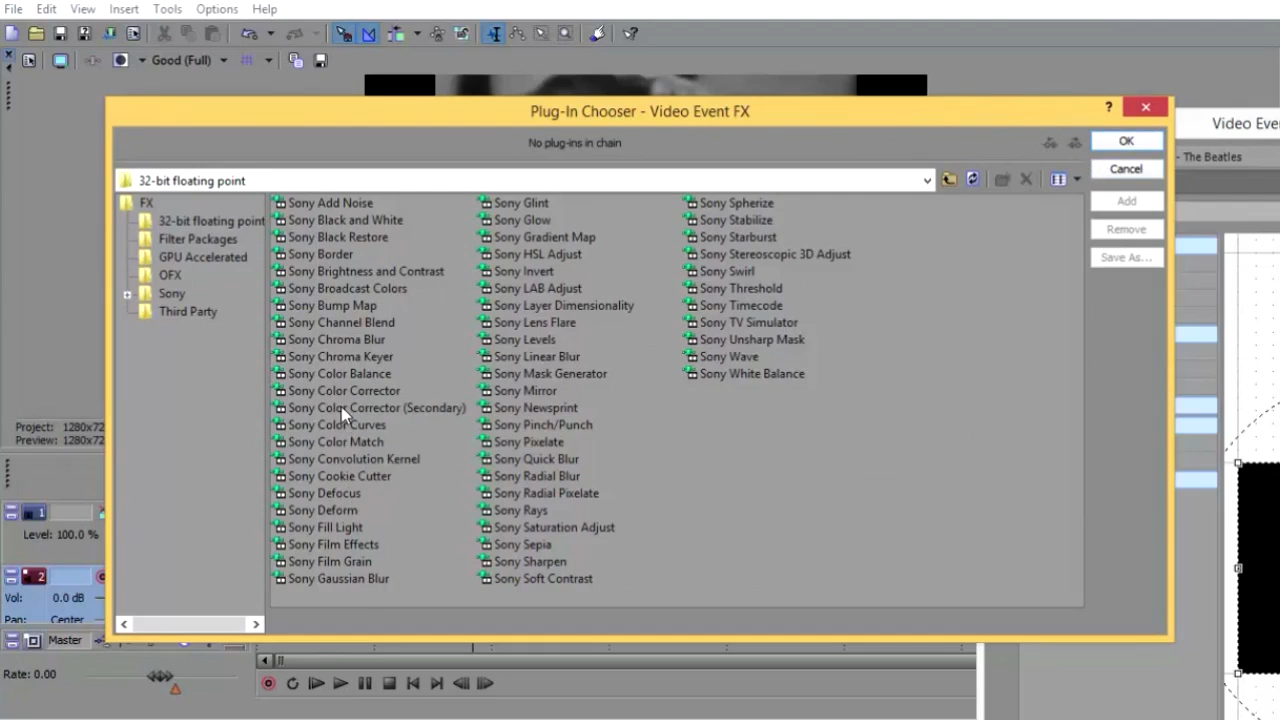 File Edit View Insert Tools Options Help
Good (Full)
Plug-In Chooser - Video Event FX
?
No plug-ins in chain
OK
Video Eve
- The Beatles
32-bit floating point
Cancel
Add
Remove
Save As...
FX
32-bit floating point
Filter Packages
GPU Accelerated
OFX
Sony
Third Party
Sony Add Noise
Sony Black and White
Sony Black Restore
Sony Border
Sony Brightness and Contrast
Sony Broadcast Colors
Sony Bump Map
Sony Channel Blend
Sony Chroma Blur
Sony Chroma Keyer
Sony Color Balance
Sony Color Corrector
Sony Color Corrector (Secondary)
Sony Color Curves
Sony Color Match
Sony Convolution Kernel
Sony Cookie Cutter
Sony Defocus
Sony Deform
Sony Fill Light
Sony Film Effects
Sony Film Grain
Sony Gaussian Blur
Sony Glint
Sony Glow
Sony Gradient Map
Sony HSL Adjust
Sony Invert
Sony LAB Adjust
Sony Layer Dimensionality
Sony Lens Flare
Sony Levels
Sony Linear Blur
Sony Mask Generator
Sony Mirror
Sony Newsprint
Sony Pinch/Punch
Sony Pixelate
Sony Quick Blur
Sony Radial Blur
Sony Radial Pixelate
Sony Rays
Sony Saturation Adjust
Sony Sepia
Sony Sharpen
Sony Soft Contrast
Sony Spherize
Sony Stabilize
Sony Starburst
Sony Stereoscopic 3D Adjust
Sony Swirl
Sony Threshold
Sony Timecode
Sony TV Simulator
Sony Unsharp Mask
Sony Wave
Sony White Balance
Project: 1280x72
Preview: 1280x72
1
Level: 100.0 %
2
Vol: 0.0 dB
Pan: Center
Master
Rate: 0.00